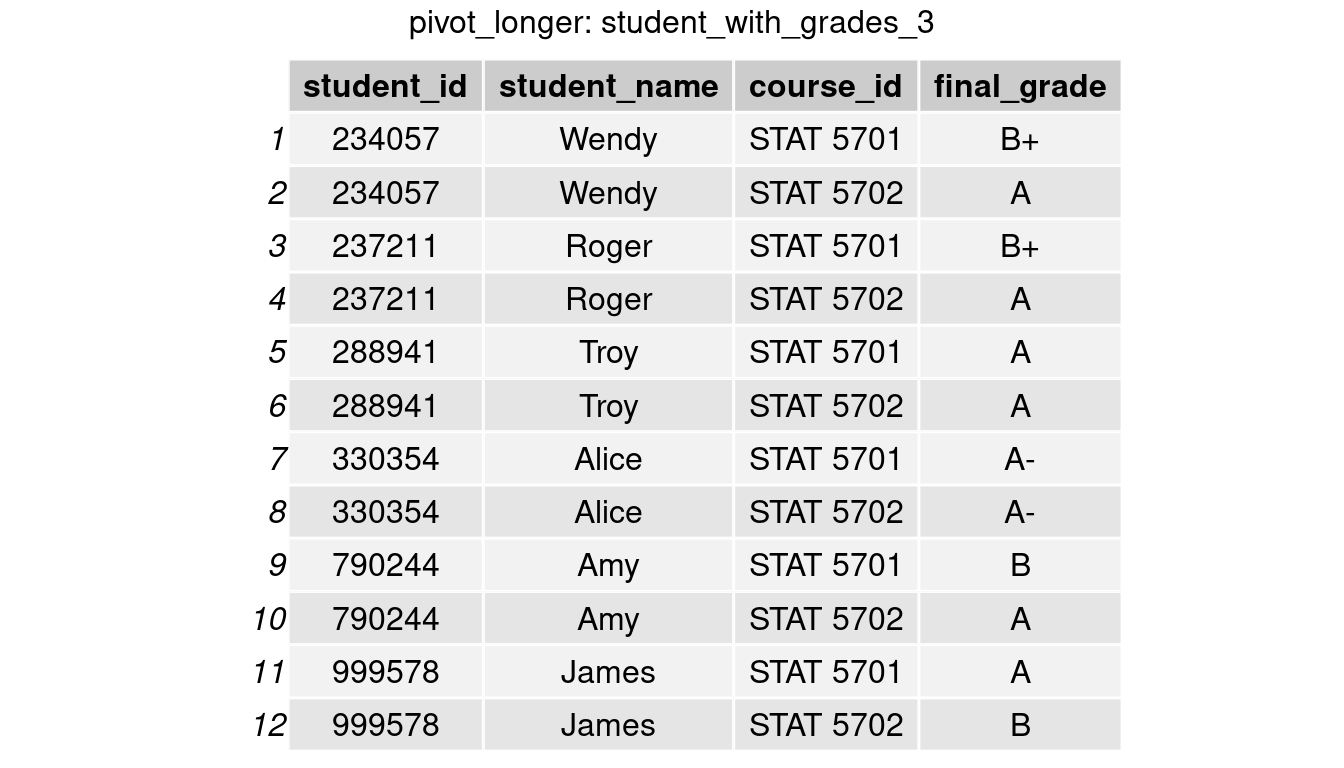 pivot_longer: student_with_grades_3
student_id student_name course_id final_grade
1 234057 Wendy STAT 5701 B+
2 234057 Wendy STAT 5702 A
3 237211 Roger STAT 5701 B+
4 237211 Roger STAT 5702 A
5 288941 Troy STAT 5701 A
6 288941 Troy STAT 5702 A
7 330354 Alice STAT 5701 A-
8 330354 Alice STAT 5702 A-
9 790244 Amy STAT 5701 B
10 790244 Amy STAT 5702 A
11 999578 James STAT 5701 A
12 999578 James STAT 5702 B